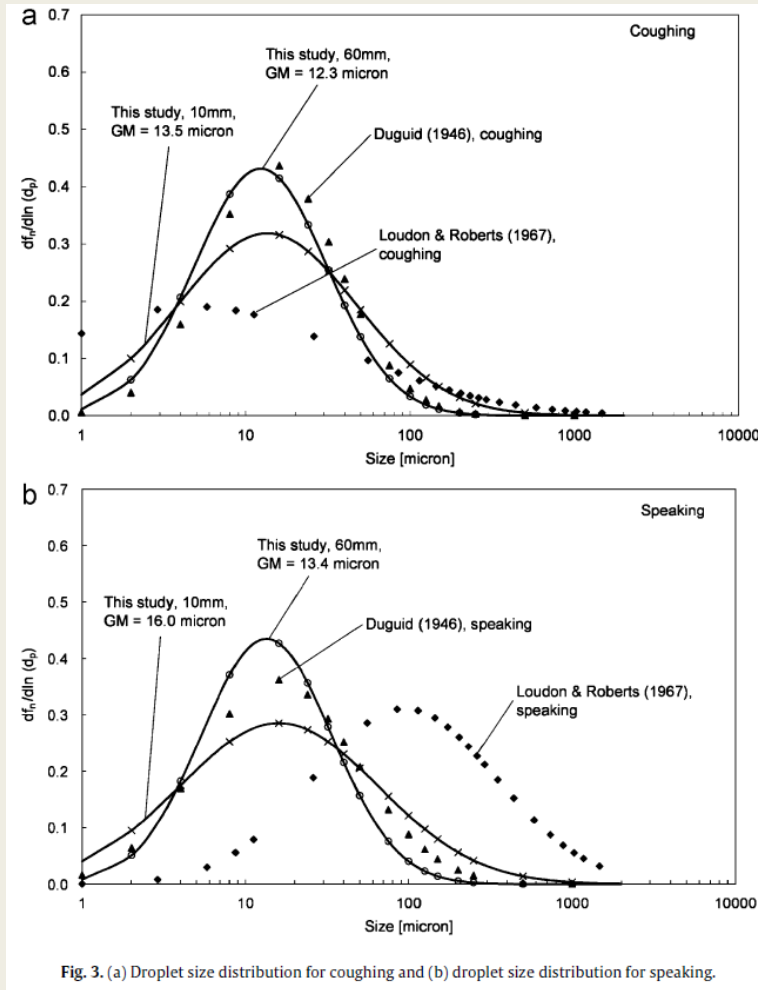 a
0.7
0.6
0.5
0.4
0.3
0.2
0.1
0.0
df_n/dln (d_p)
Coughing
This study, 60mm,
GM = 12.3 micron
This study, 10mm,
GM = 13.5 micron
Duguid (1946), coughing
Loudon & Roberts (1967),
coughing
1
10
100
1000
10000
Size [micron]
b
0.7
0.6
0.5
0.4
0.3
0.2
0.1
0.0
df_n/dln (d_p)
Speaking
This study, 60mm,
GM = 13.4 micron
This study, 10mm,
GM = 16.0 micron
Duguid (1946), speaking
Loudon & Roberts (1967),
speaking
1
10
100
1000
10000
Size [micron]
Fig. 3. (a) Droplet size distribution for coughing and (b) droplet size distribution for speaking.